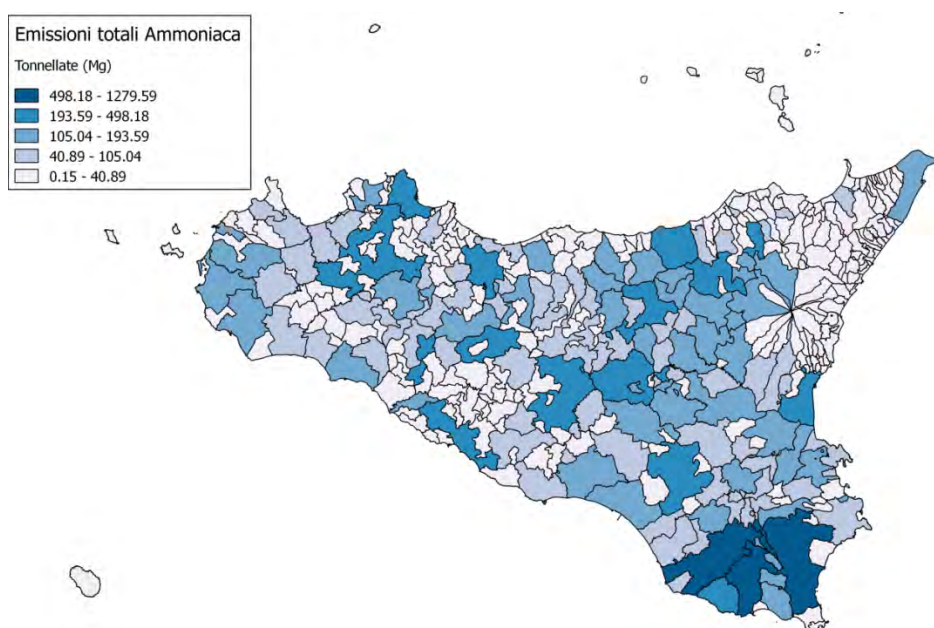 Emissioni totali Ammoniaca
Tonnellate (Mg)
498.18 - 1279.59
193.59 - 498.18
105.04 - 193.59
40.89 - 105.04
0.15 - 40.89